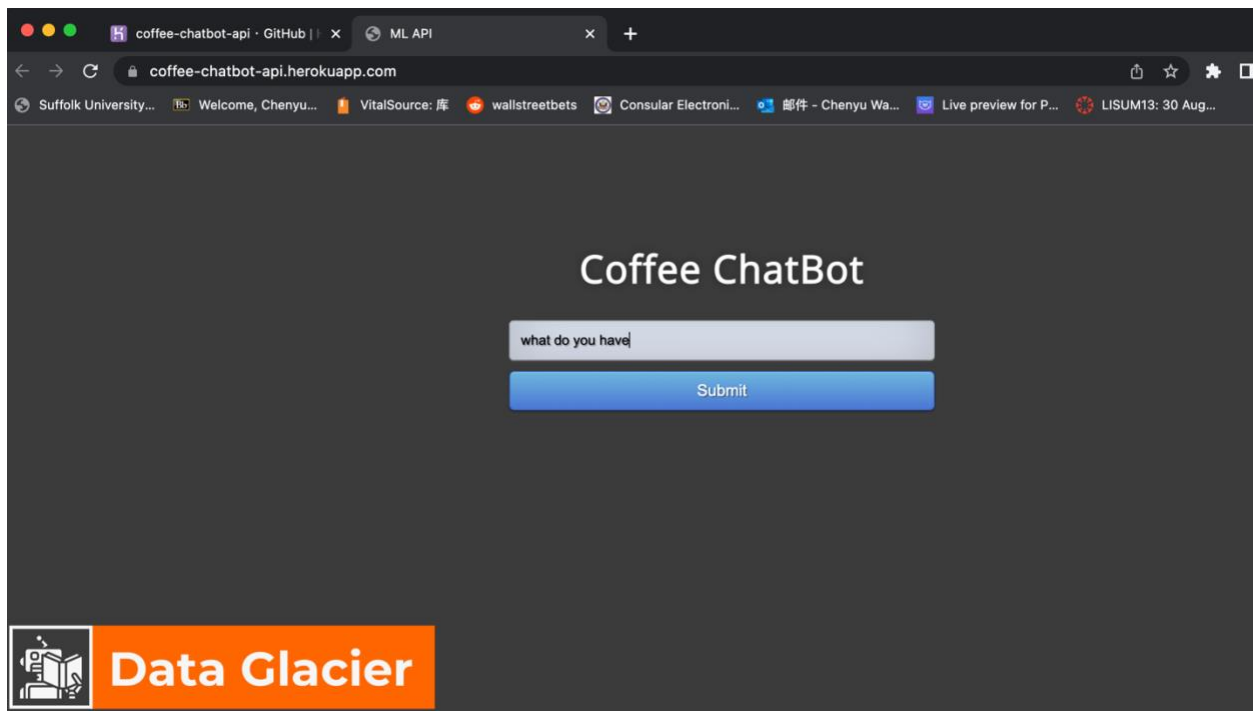 coffee-chatbot-api · GitHub | ML API
coffee-chatbot-api.herokuapp.com
Suffolk University... Bb Welcome, Chenyu... VitalSource: 库 wallstreetbets Consular Electroni... 邮件 - Chenyu Wa... Live preview for P... LISUM13: 30 Aug...
Coffee ChatBot
what do you have
Submit
Data Glacier